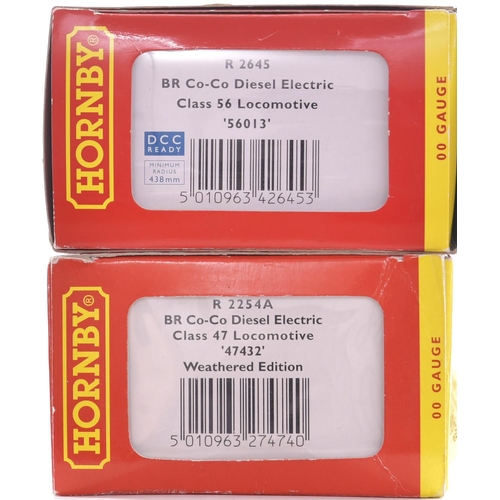 HORNBY®
R 2645
BR Co-Co Diesel Electric
Class 56 Locomotive
'56013'
DCC
READY
MINIMUM
RADIUS
438mm
5 010963 426453
00 GAUGE
HORNBY®
R 2254A
BR Co-Co Diesel Electric
Class 47 Locomotive
'47432'
Weathered Edition
5 010963 274740
00 GAUGE